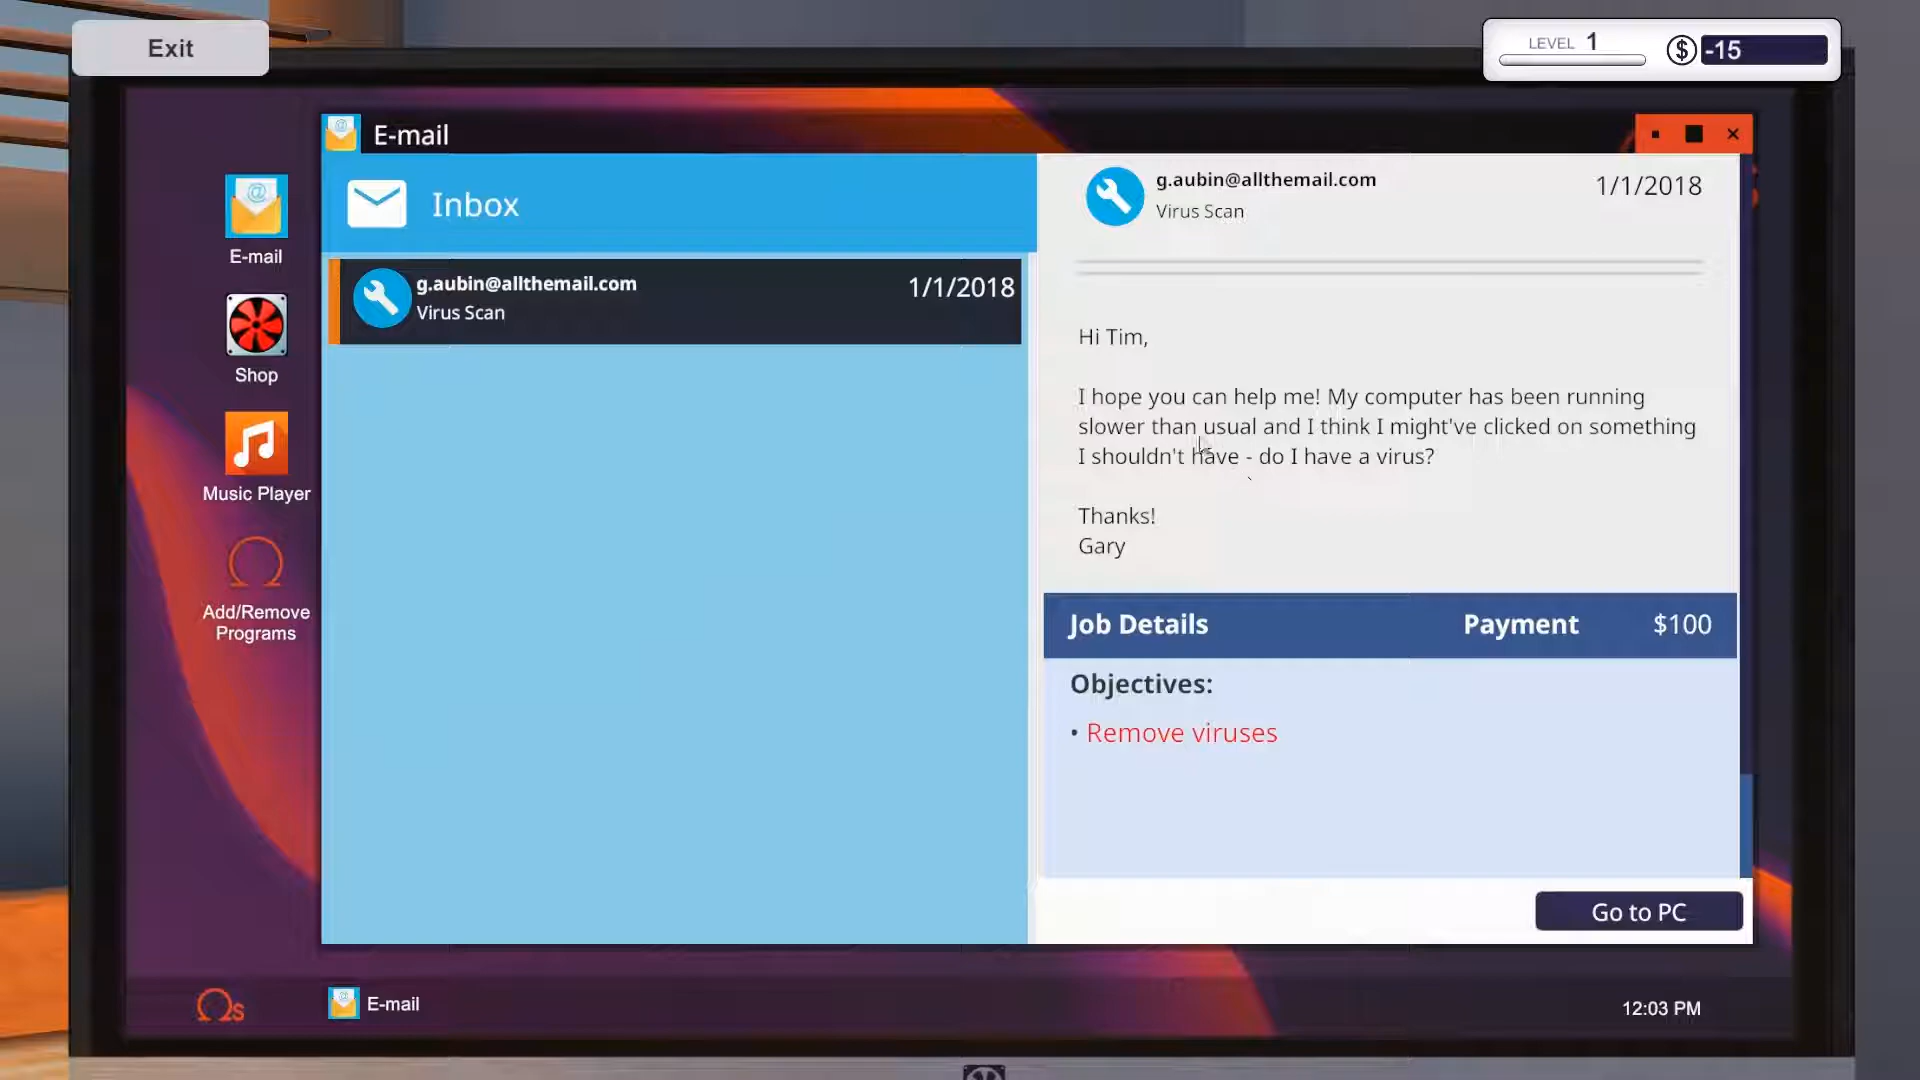 Exit
LEVEL 1
$ -15
E-mail
Inbox
g.aubin@allthemail.com
1/1/2018
Virus Scan
g.aubin@allthemail.com
1/1/2018
Virus Scan
Hi Tim,
I hope you can help me! My computer has been running
slower than usual and I think I might've clicked on something
I shouldn't have - do I have a virus?
Thanks!
Gary
Job Details
Payment
$100
Objectives:
• Remove viruses
Go to PC
E-mail
Shop
Music Player
Add/Remove
Programs
Ωs
E-mail
12:03 PM